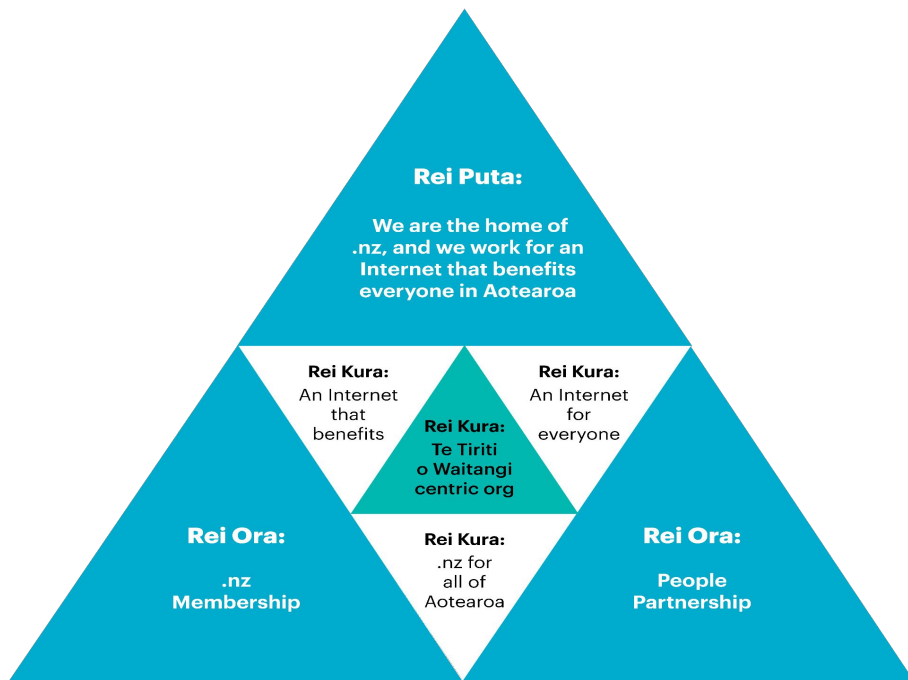 Rei Puta:
We are the home of
.nz, and we work for an
Internet that benefits
everyone in Aotearoa
Rei Kura:
An Internet
that
benefits
Rei Kura:
An Internet
for
everyone
Rei Kura:
Te Tiriti
o Waitangi
centric org
Rei Ora:
.nz
Membership
Rei Kura:
.nz for
all of
Aotearoa
Rei Ora:
People
Partnership